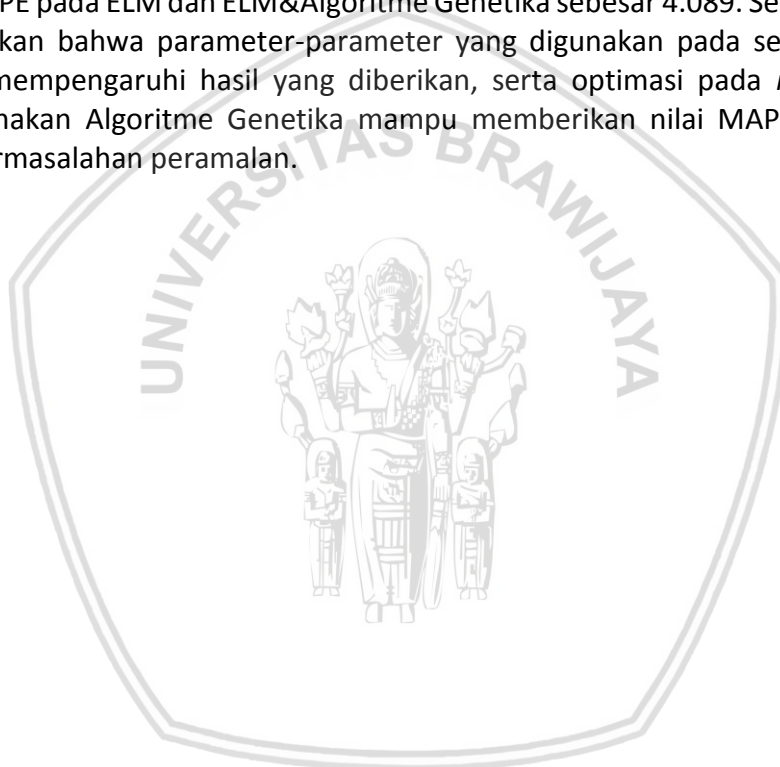 PE pada ELM dan ELM&Algoritme Genetika sebesar 4.089. Se
kan bahwa parameter-parameter yang digunakan pada se
mempengaruhi hasil yang diberikan, serta optimasi pada
nakan Algoritme Genetika mampu memberikan nilai MAP
rmasalahan peramalan.
UNIVERSITAS BRAWIJAYA